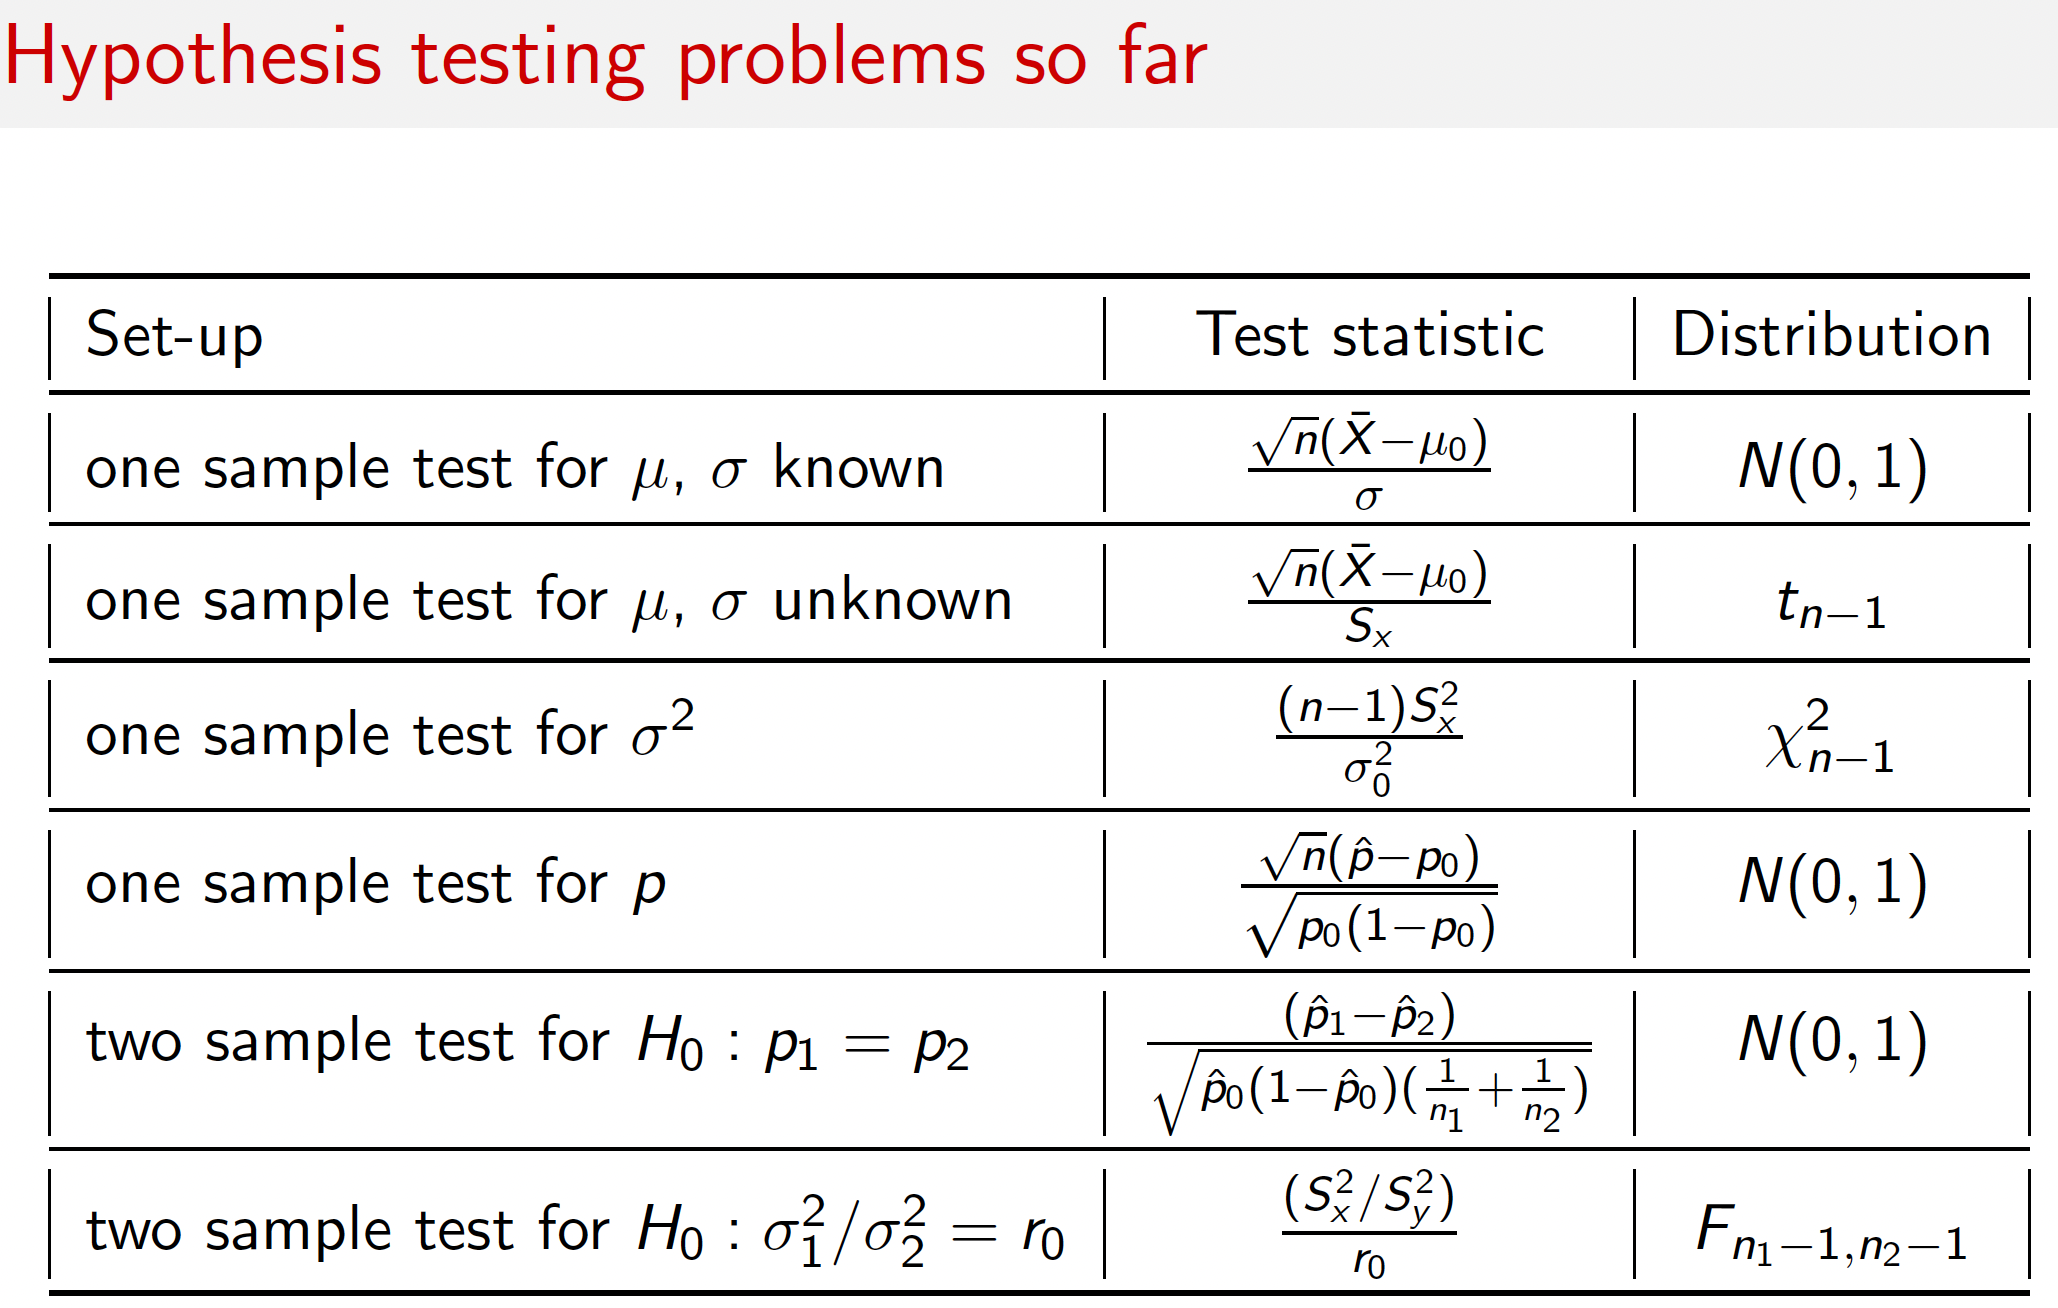 Hypothesis testing problems so far
Set-up | Test statistic | Distribution
one sample test for μ, σ known | √n(X̄−μ₀) / σ | N(0, 1)
one sample test for μ, σ unknown | √n(X̄−μ₀) / Sₓ | tₙ₋₁
one sample test for σ² | (n−1)Sₓ² / σ₀² | χ²ₙ₋₁
one sample test for p | √n(p̂−p₀) / √(p₀(1−p₀)) | N(0, 1)
two sample test for H₀ : p₁ = p₂ | (p̂₁−p̂₂) / √(p̂₀(1−p̂₀)(1/n₁+1/n₂)) | N(0, 1)
two sample test for H₀ : σ₁²/σ₂² = r₀ | (Sₓ²/S_y²) / r₀ | F_{n₁−1,n₂−1}